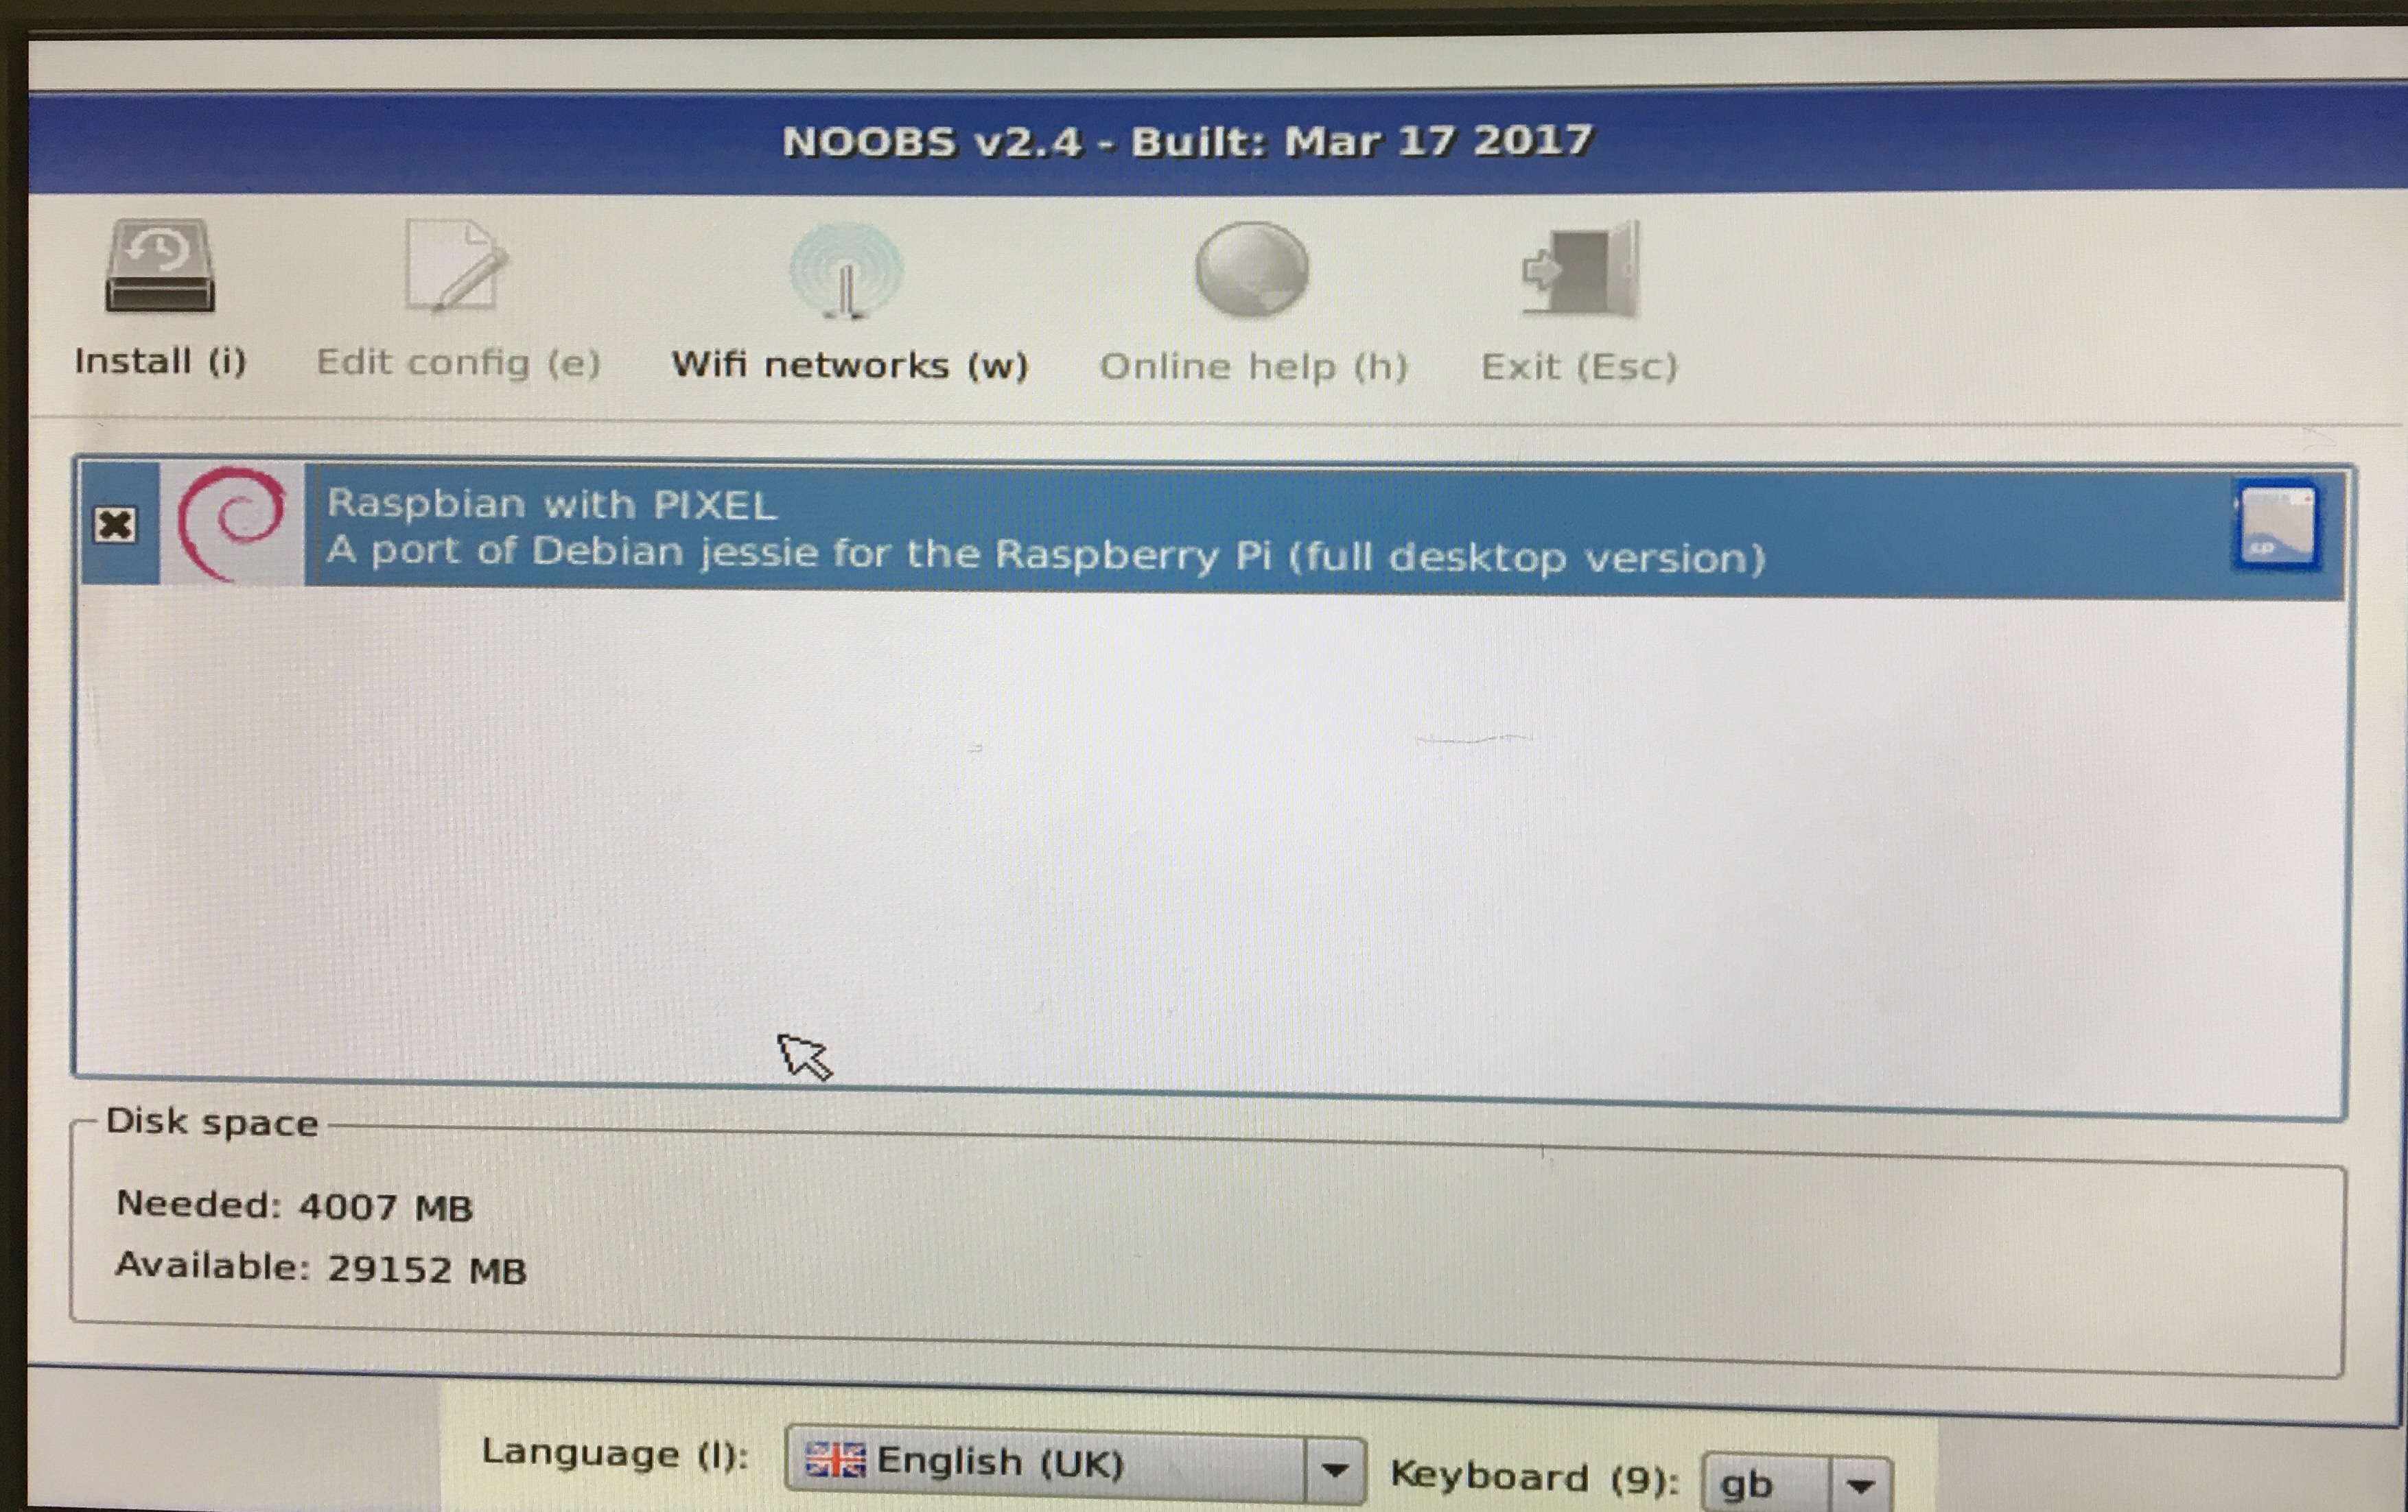 NOOBS v2.4 - Built: Mar 17 2017
Install (i) Edit config (e) Wifi networks (w) Online help (h) Exit (Esc)
Raspbian with PIXEL
A port of Debian jessie for the Raspberry Pi (full desktop version)
Disk space
Needed: 4007 MB
Available: 29152 MB
Language (l): English (UK) Keyboard (9): gb